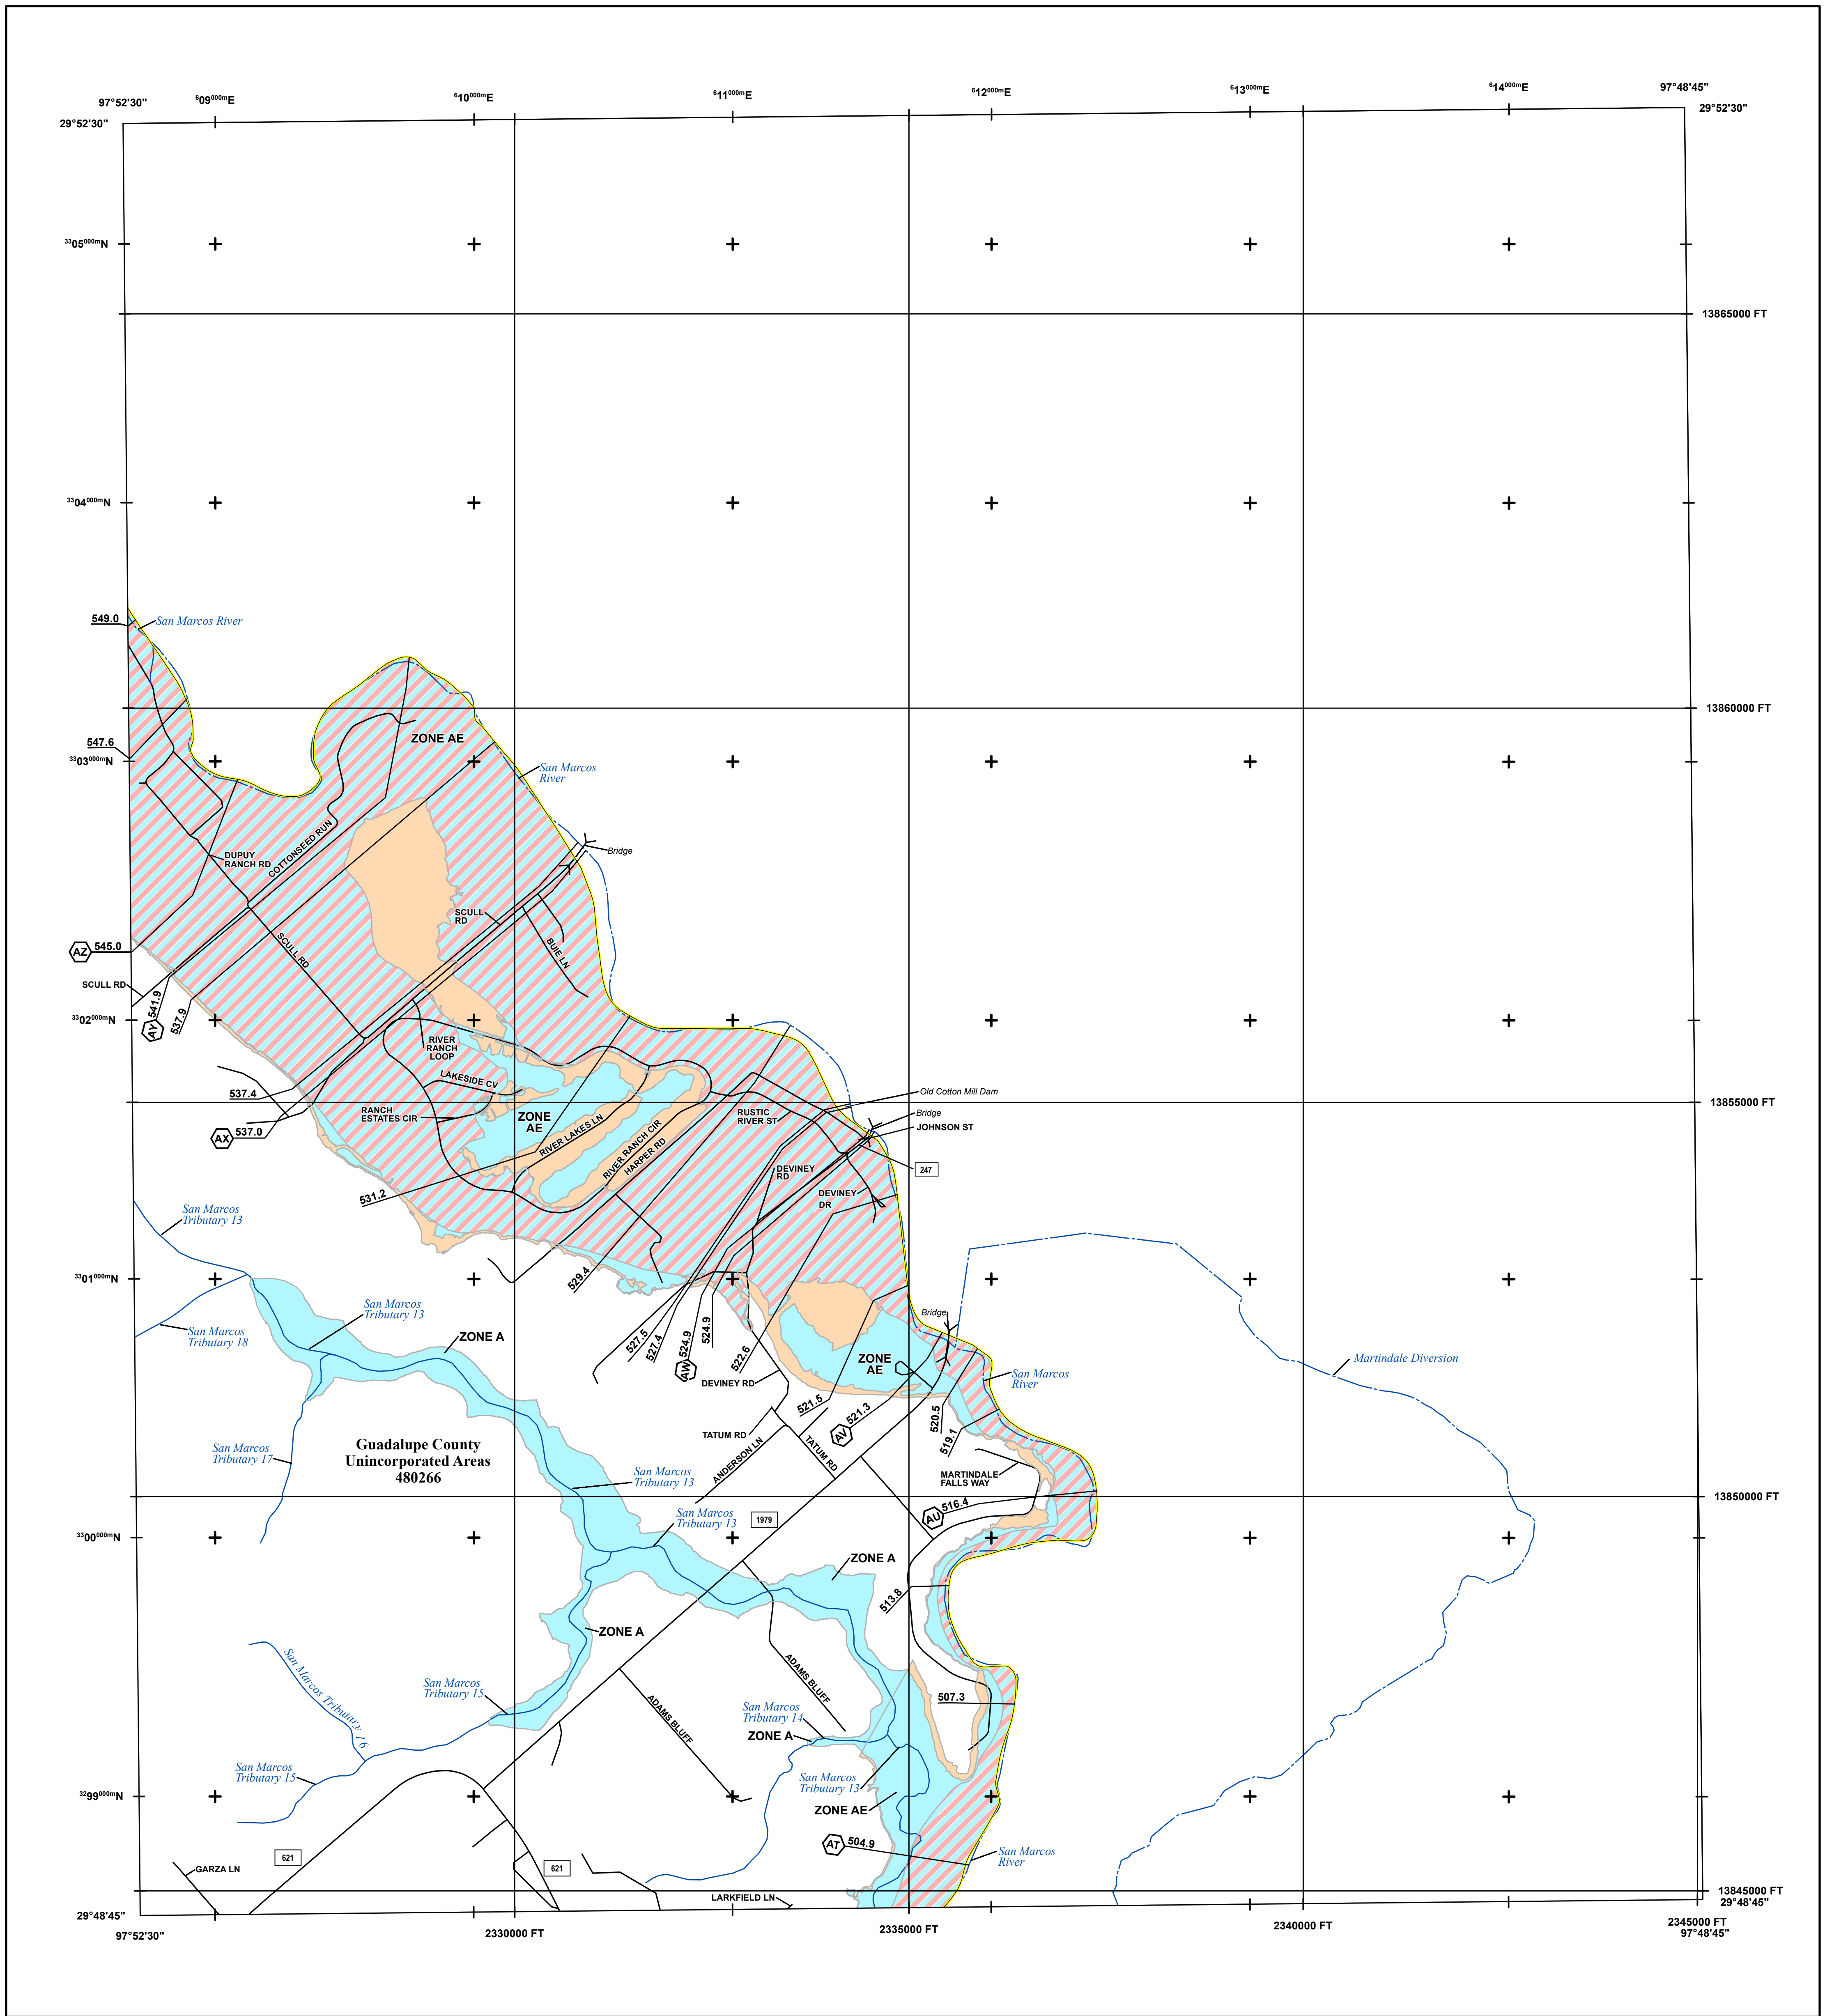 97°52'30"
609000mE
610000mE
611000mE
612000mE
613000mE
614000mE
97°48'45"
29°52'30"
29°52'30"
3305000mN
13865000 FT
3304000mN
549.0
San Marcos River
13860000 FT
ZONE AE
547.6
3303000mN
San Marcos
River
Bridge
DUPUY
RANCH RD
COTTONSEED RUN
SCULL
RD
SCULL RD
BUIE LN
AZ
545.0
SCULL RD
AY
541.9
537.9
3302000mN
RIVER
RANCH
LOOP
LAKESIDE CV
537.4
RANCH
ESTATES CIR
ZONE
AE
RUSTIC
RIVER ST
Old Cotton Mill Dam
13855000 FT
Bridge
JOHNSON ST
AX
537.0
RIVER LAKES LN
RIVER RANCH CIR
HARPER RD
247
DEVINEY
RD
DEVINEY
DR
531.2
San Marcos
Tributary 13
529.4
3301000mN
San Marcos
Tributary 13
Bridge
San Marcos
Tributary 18
ZONE A
527.5
527.4
AW
524.9
524.9
522.6
ZONE
AE
Martindale Diversion
San Marcos
River
DEVINEY RD
521.5
AV
521.3
520.5
519.1
TATUM RD
ANDERSON LN
TATUM RD
Guadalupe County
Unincorporated Areas
480266
San Marcos
Tributary 17
San Marcos
Tributary 13
MARTINDALE
FALLS WAY
13850000 FT
AU
516.4
San Marcos
Tributary 13
1979
3300000mN
ZONE A
513.8
ZONE A
San Marcos Tributary 16
ADAMS BLUFF
San Marcos
Tributary 15
ADAMS BLUFF
507.3
San Marcos
Tributary 14
ZONE A
San Marcos
Tributary 15
San Marcos
Tributary 13
3299000mN
ZONE AE
AT
504.9
San Marcos
River
621
621
GARZA LN
LARKFIELD LN
13845000 FT
29°48'45"
29°48'45"
97°52'30"
2330000 FT
2335000 FT
2340000 FT
2345000 FT
97°48'45"